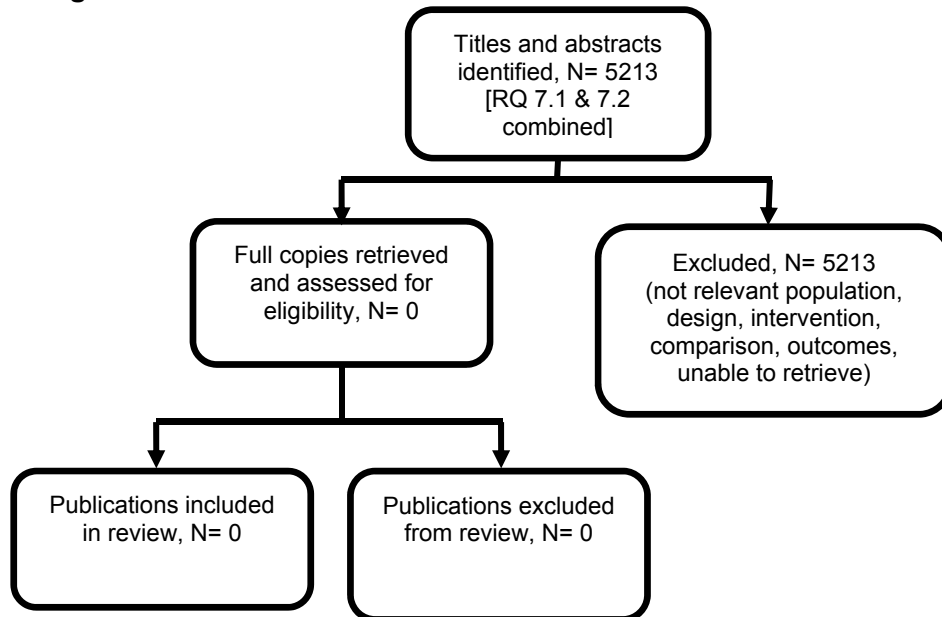 Titles and abstracts
identified, N= 5213
[RQ 7.1 & 7.2
combined]
Full copies retrieved
and assessed for
eligibility, N= 0
Excluded, N= 5213
(not relevant population,
design, intervention,
comparison, outcomes,
unable to retrieve)
Publications included
in review, N= 0
Publications excluded
from review, N= 0